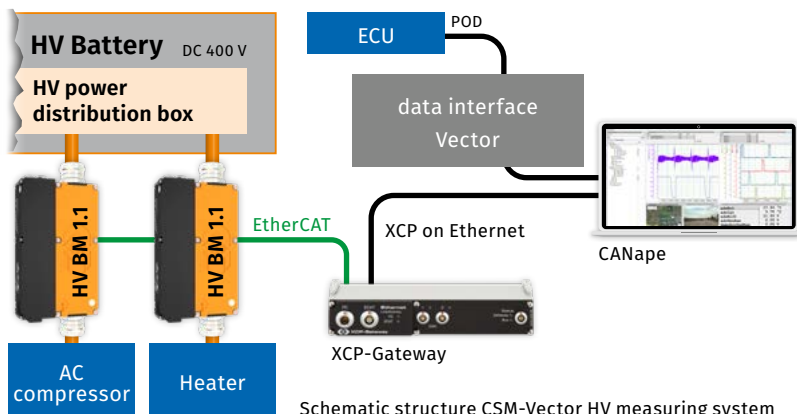 HV Battery DC 400 V
HV power
distribution box
ECU
POD
data interface
Vector
HV BM 1.1
HV BM 1.1
EtherCAT
XCP on Ethernet
CANape
XCP-Gateway
XCP-Gateway
AC
compressor
Heater
Schematic structure CSM-Vector HV measuring system